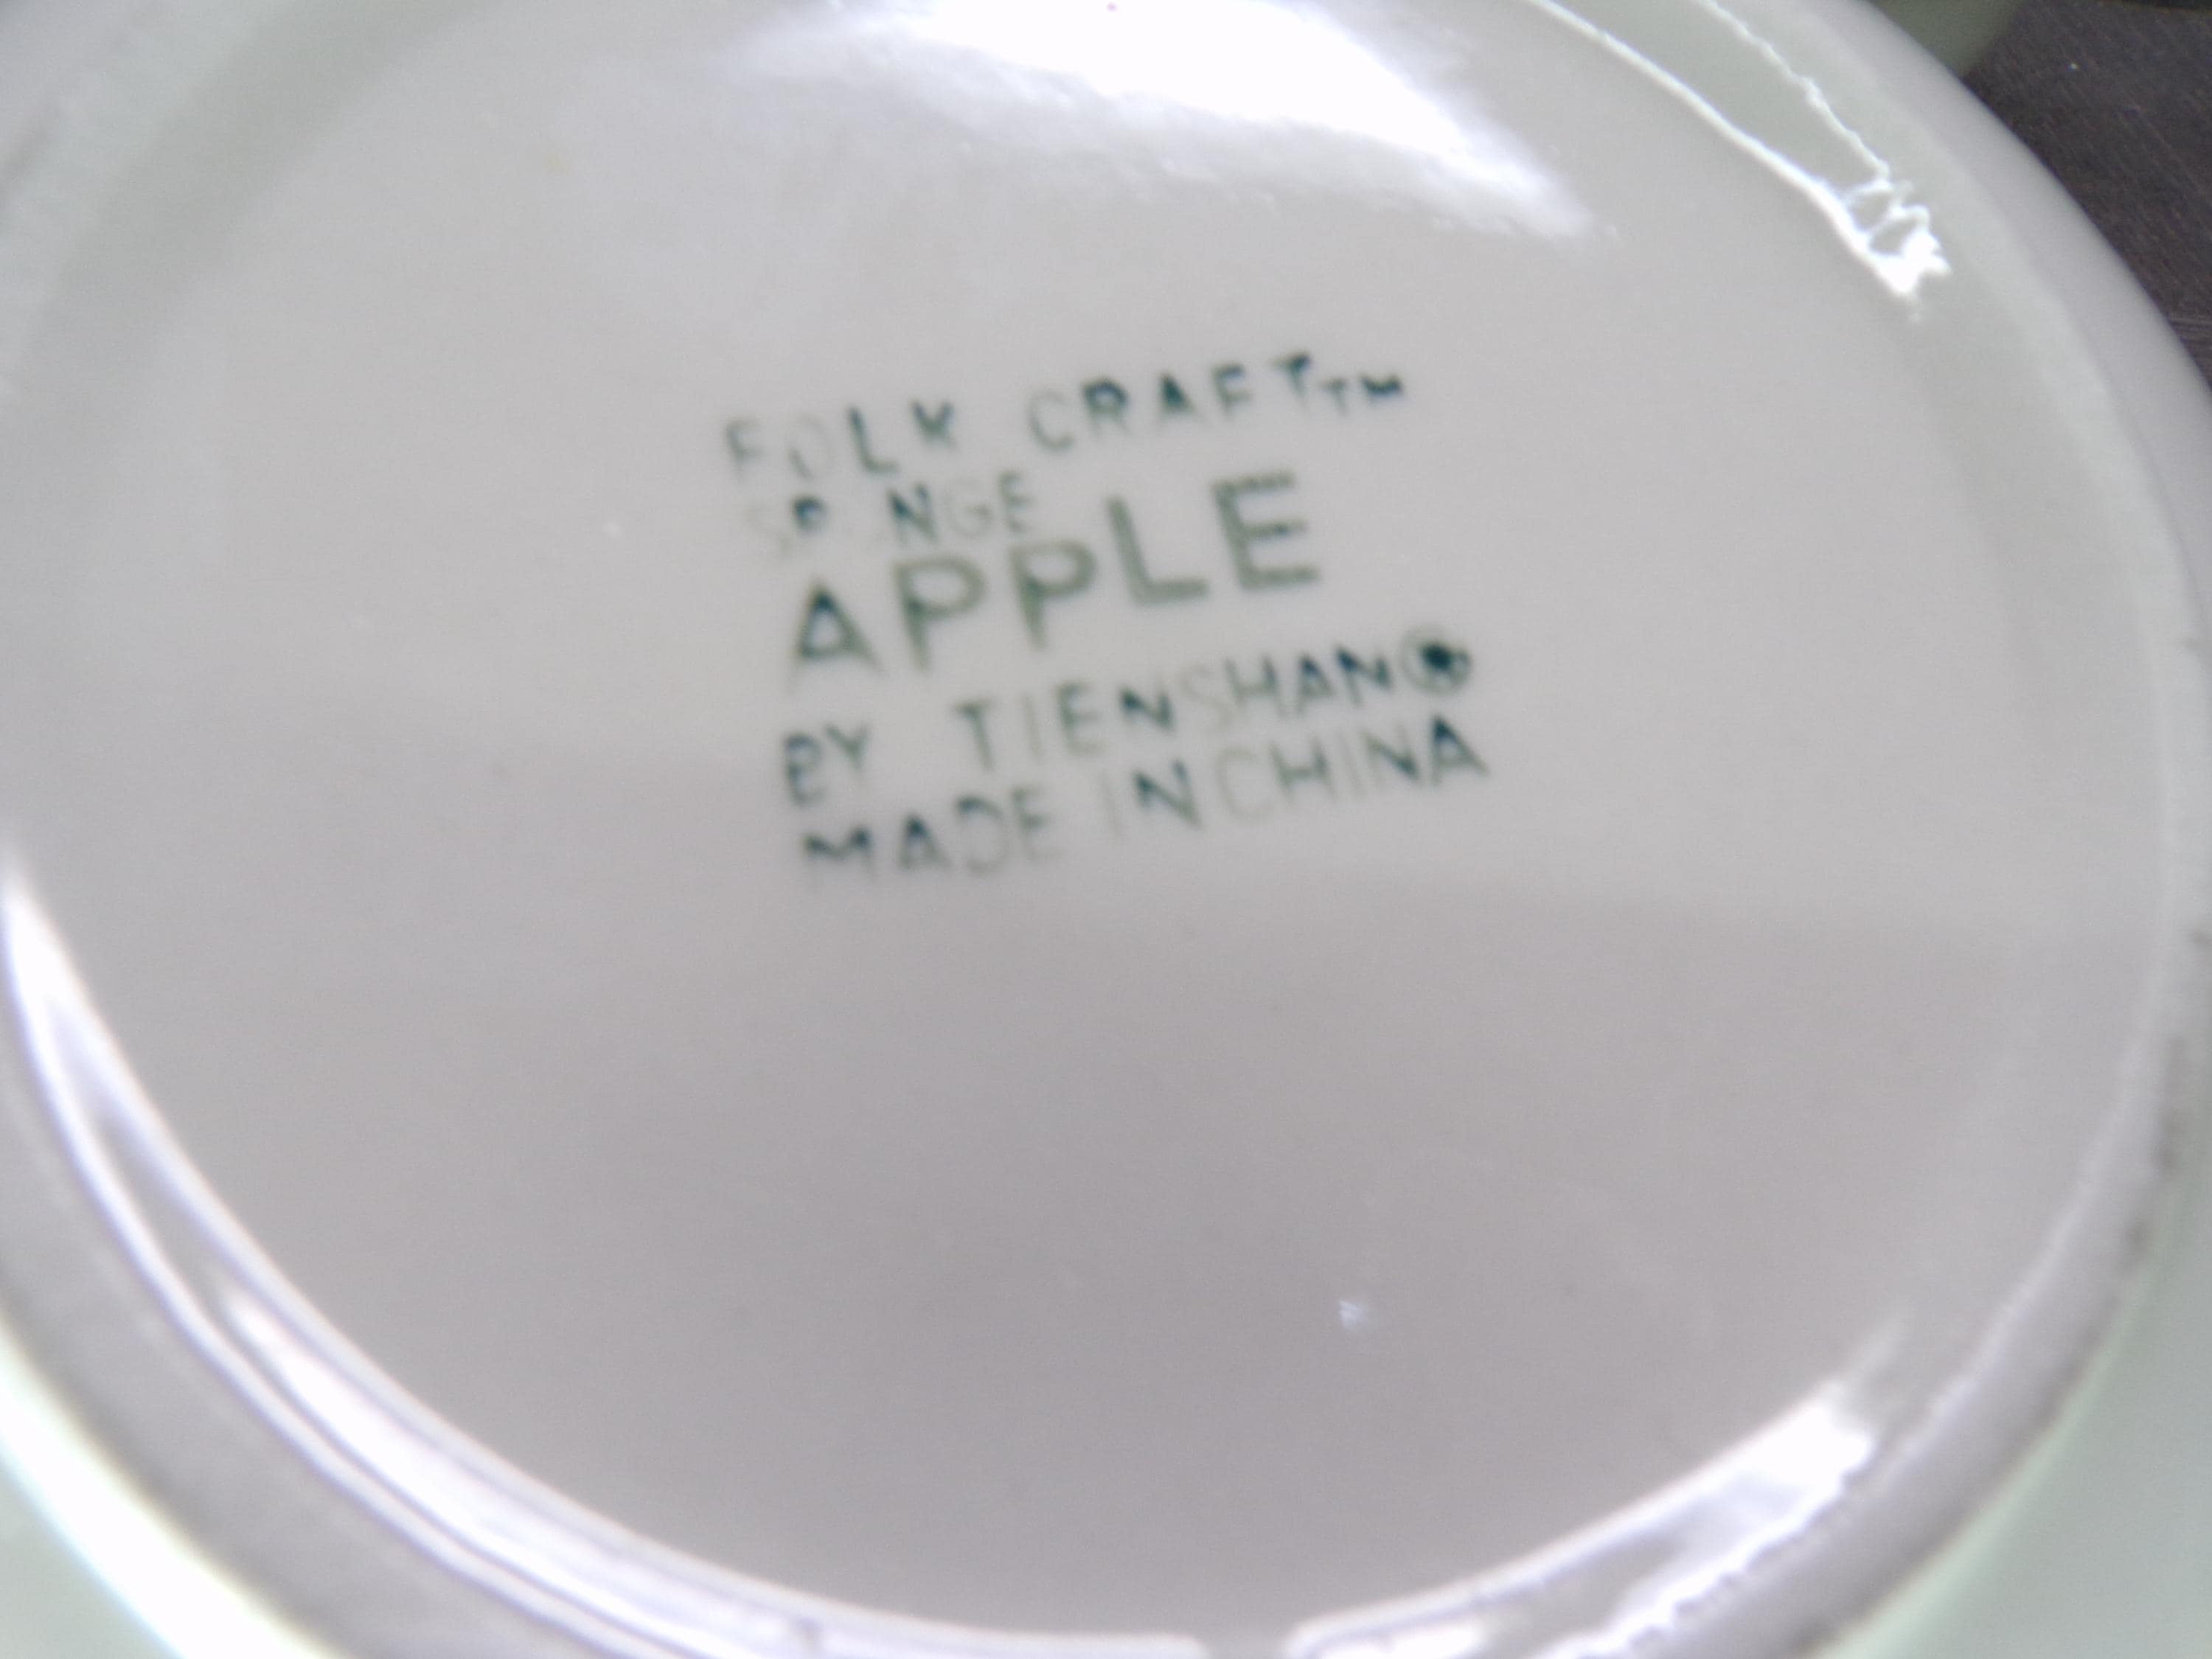 FOLK CRAFT™
SPONGE
APPLE
BY TIENSHAN®
MADE IN CHINA